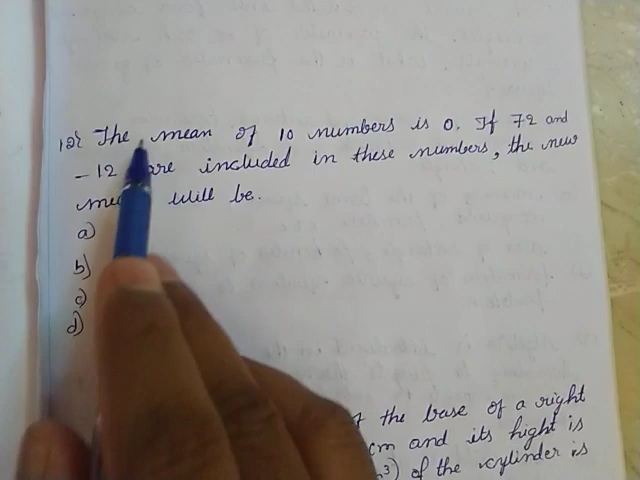 12) The mean of 10 numbers is 0. If 72 and
- 12 are included in these numbers, the new
will be.
a)
b)
c)
d)
the base of a right
cm and its hight is
of the cylinder is